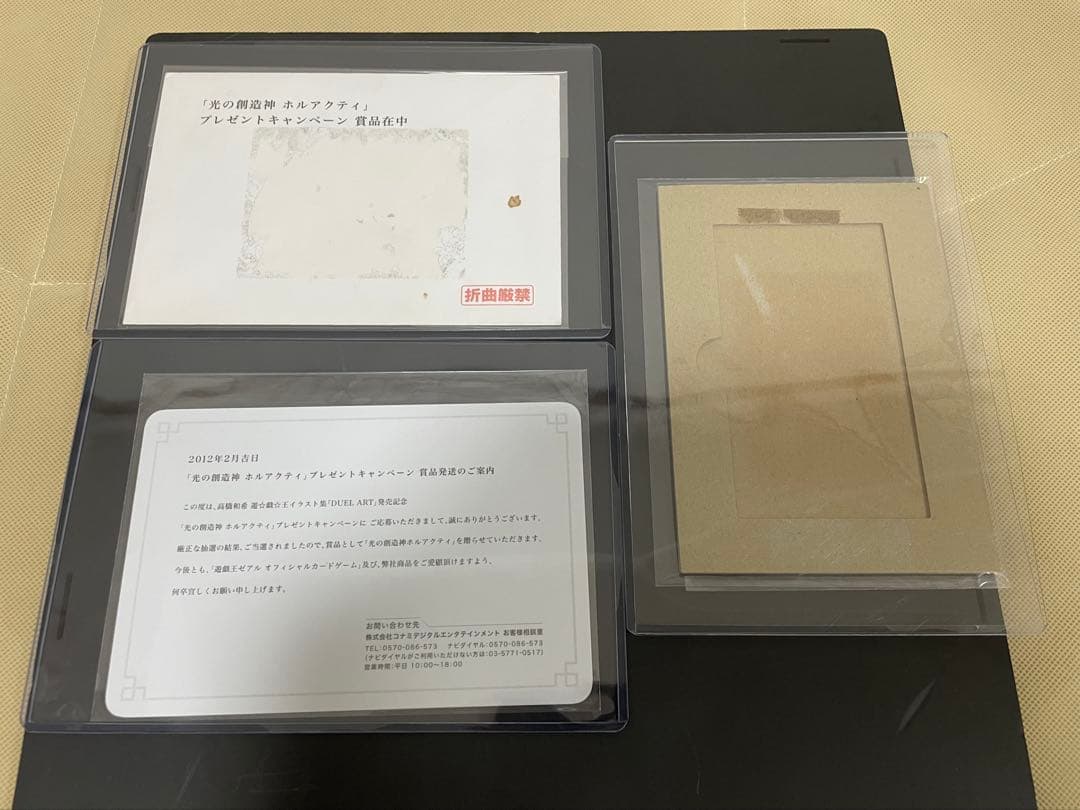 「光の創造神 ホルアクティ」
プレゼントキャンペーン 賞品在中
折曲厳禁
2012年2月吉日
「光の創造神 ホルアクティ」プレゼントキャンペーン 賞品発送のご案内
この度は、高橋和希 遊☆戯☆王イラスト集「DUEL ART」発売記念
「光の創造神 ホルアクティ」プレゼントキャンペーンに ご応募いただきまして、誠にありがとうございます。
厳正な抽選の結果、ご当選されましたので、賞品として「光の創造神ホルアクティ」を贈らせていただきます。
今後とも、「遊戯王ゼアル オフィシャルカードゲーム」及び、弊社商品をご愛顧頂けますよう、
何卒宜しくお願い申し上げます。
お問い合わせ先
株式会社コナミデジタルエンタテインメント お客様相談室
TEL:0570-086-573 ナビダイヤル:0570-086-573
(ナビダイヤルがご利用いただけない方は:03-5771-0517)
営業時間:平日 10:00〜18:00